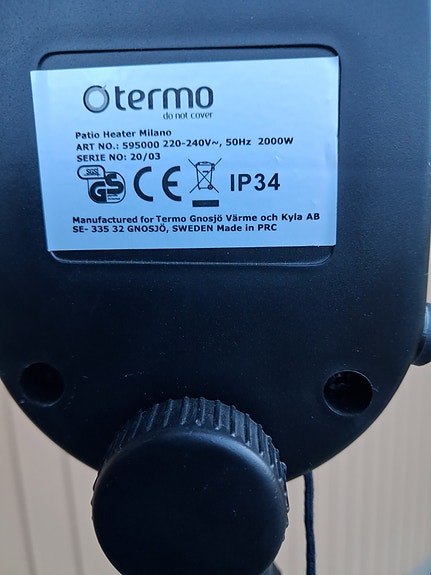 termo
do not cover
Patio Heater Milano
ART NO.: 595000 220-240V~, 50Hz 2000W
SERIE NO: 20/03
SGS
GS CE IP34
Manufactured for Termo Gnosjö Värme och Kyla AB
SE- 335 32 GNOSJÖ, SWEDEN Made in PRC